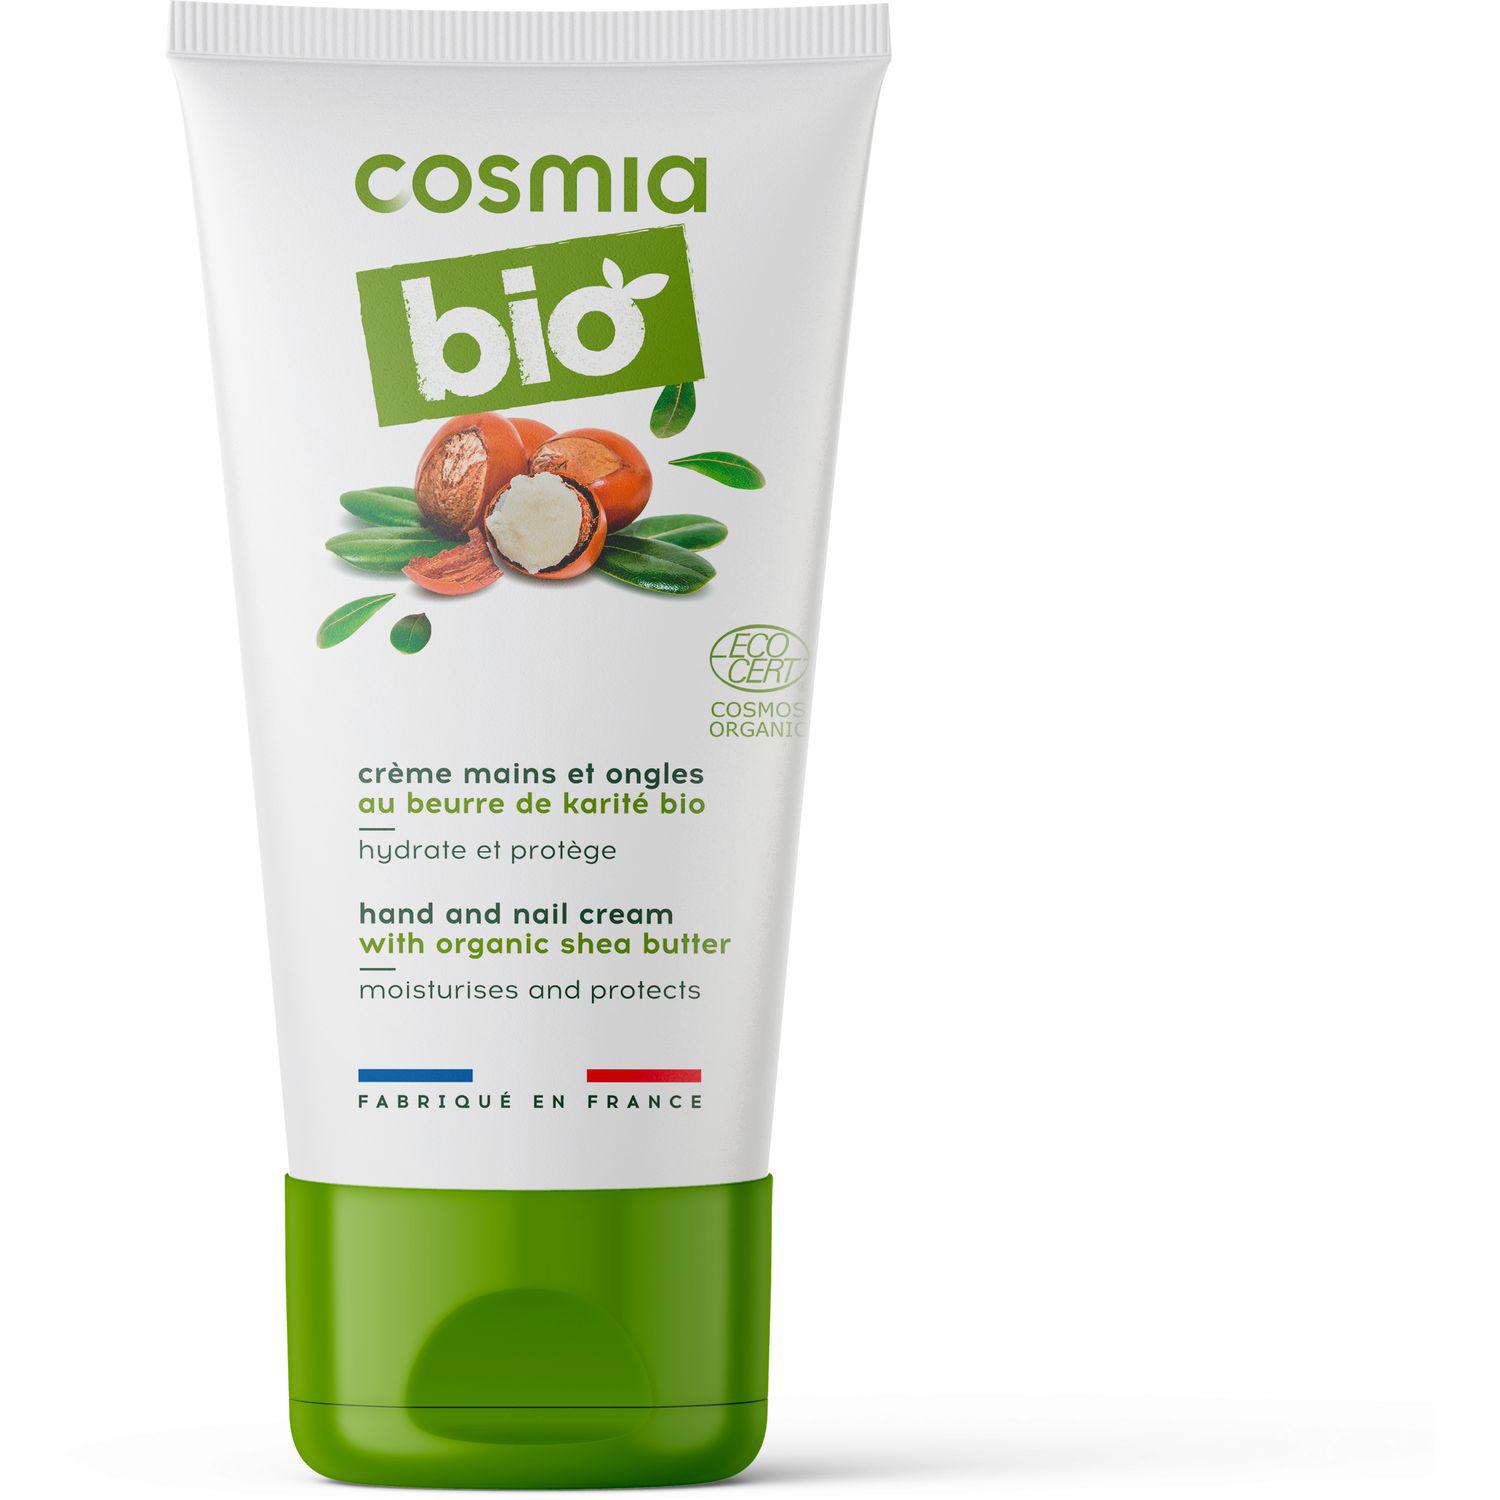 cosmia
bio
ECO
CERT
COSMOS
ORGANIC
crème mains et ongles
au beurre de karité bio
hydrate et protège
hand and nail cream
with organic shea butter
moisturises and protects
FABRIQUÉ EN FRANCE